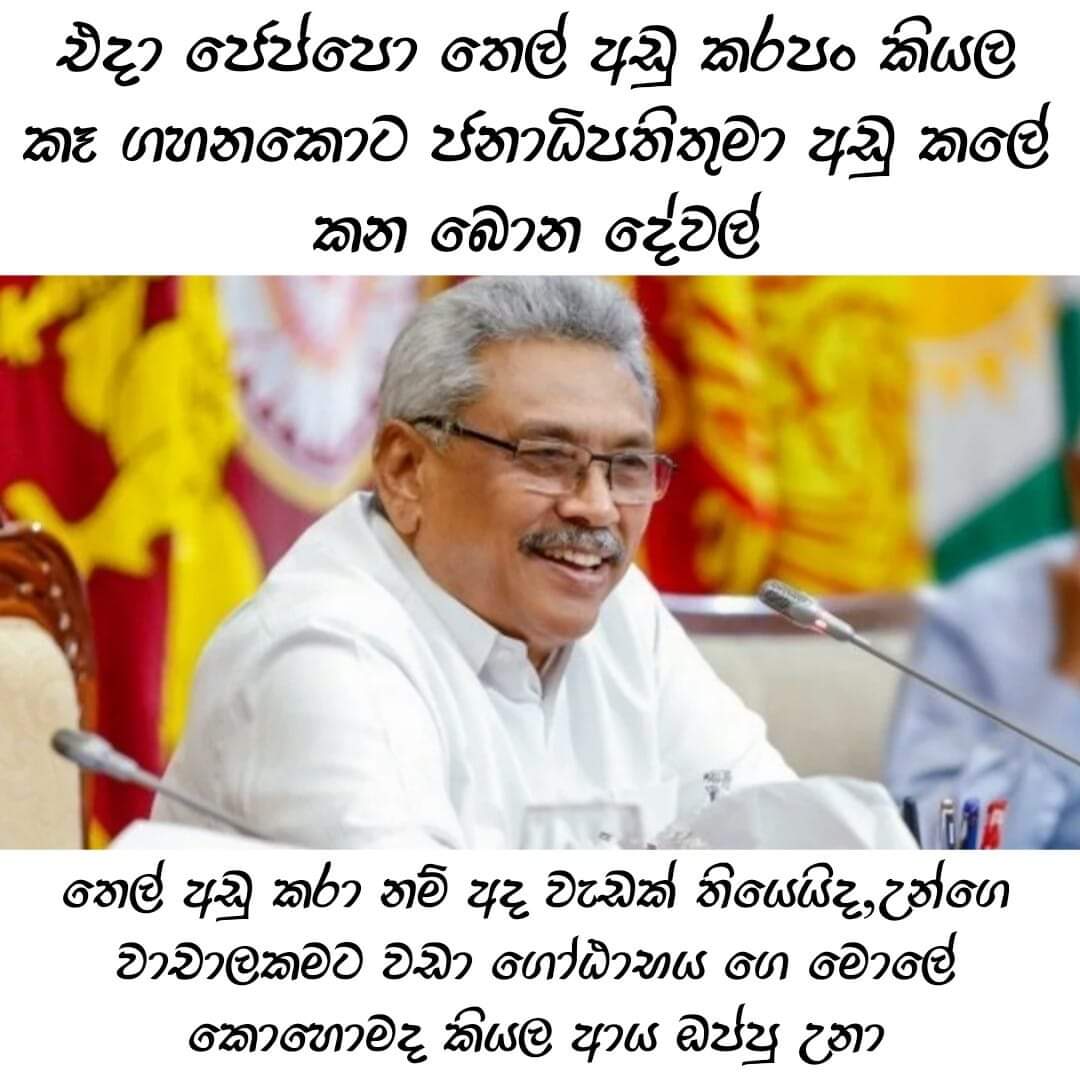 එදා ජෙප්පො තෙල් අඩු කරපං කියල
කෑ ගහනකොට ජනාධිපතිතුමා අඩු කලේ
කන බොන දේවල්
තෙල් අඩු කරා නම් අද වැඩක් තියෙයිද,උන්ගෙ
වාචාලකමට වඩා ගෝඨාභය ගෙ මොලේ
කොහොමද කියල ආය ඔප්පු උනා